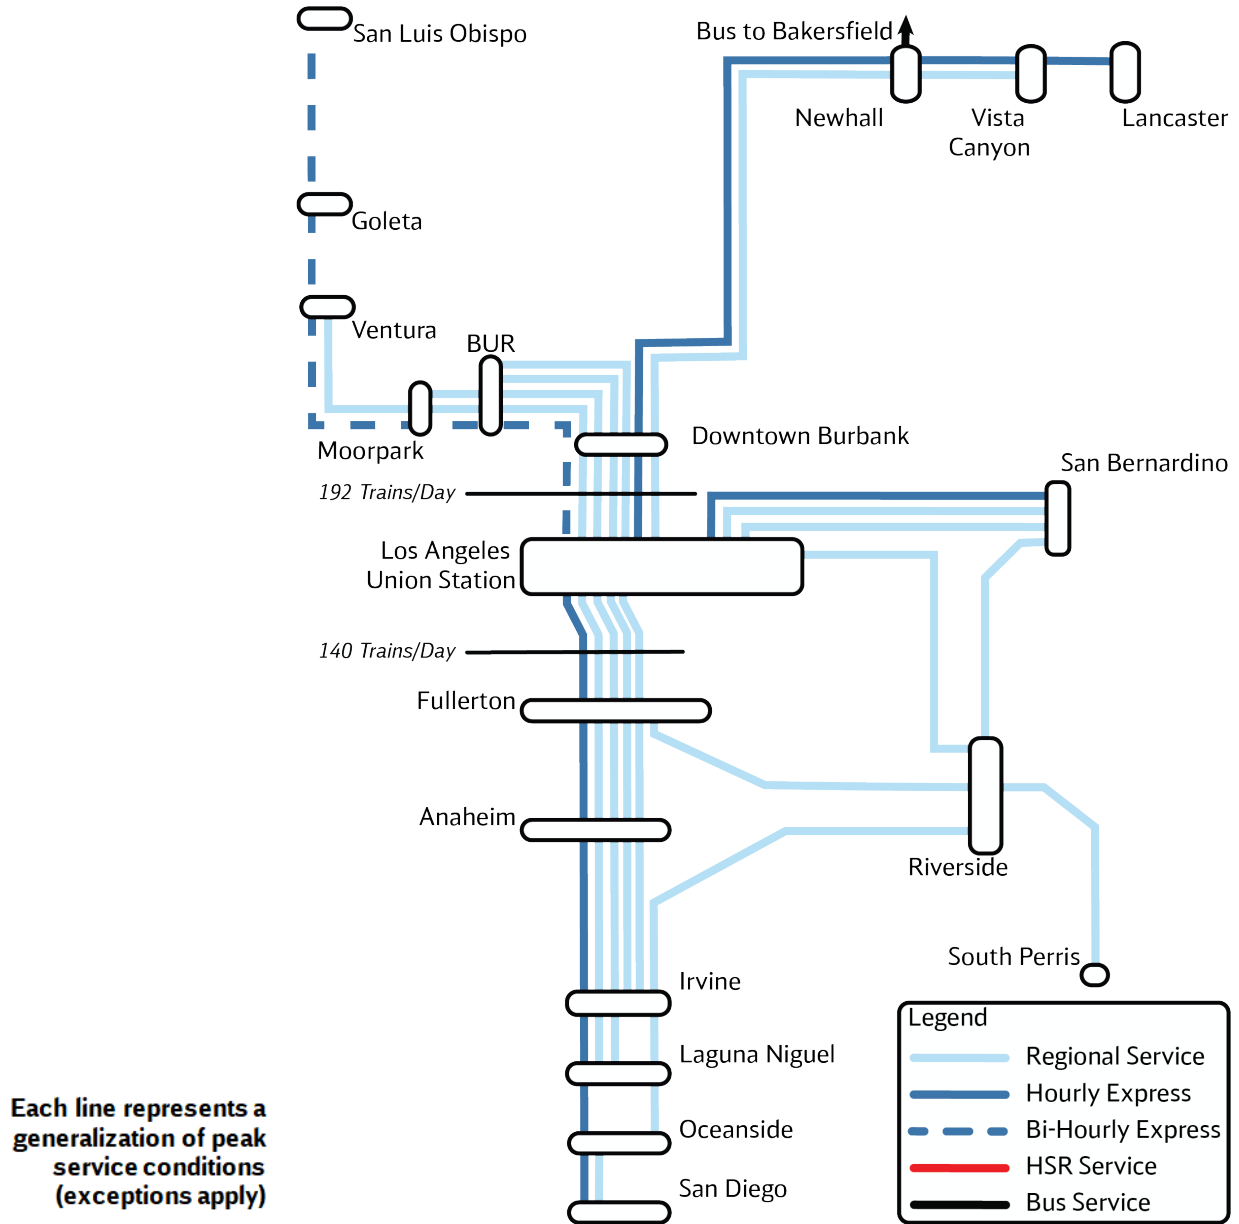 San Luis Obispo
Bus to Bakersfield
Newhall
Vista
Canyon
Lancaster
Goeta
Ventura
BUR
Moorpark
Downtown Burbank
San Bernardino
192 Trains/Day
Los Angeles
Union Station
140 Trains/Day
Fullerton
Anaheim
Riverside
South Perris
Irvine
Laguna Niguel
Oceanside
San Diego
Legend
Regional Service
Hourly Express
Bi-Hourly Express
HSR Service
Bus Service
Each line represents a
generalization of peak
service conditions
(exceptions apply)